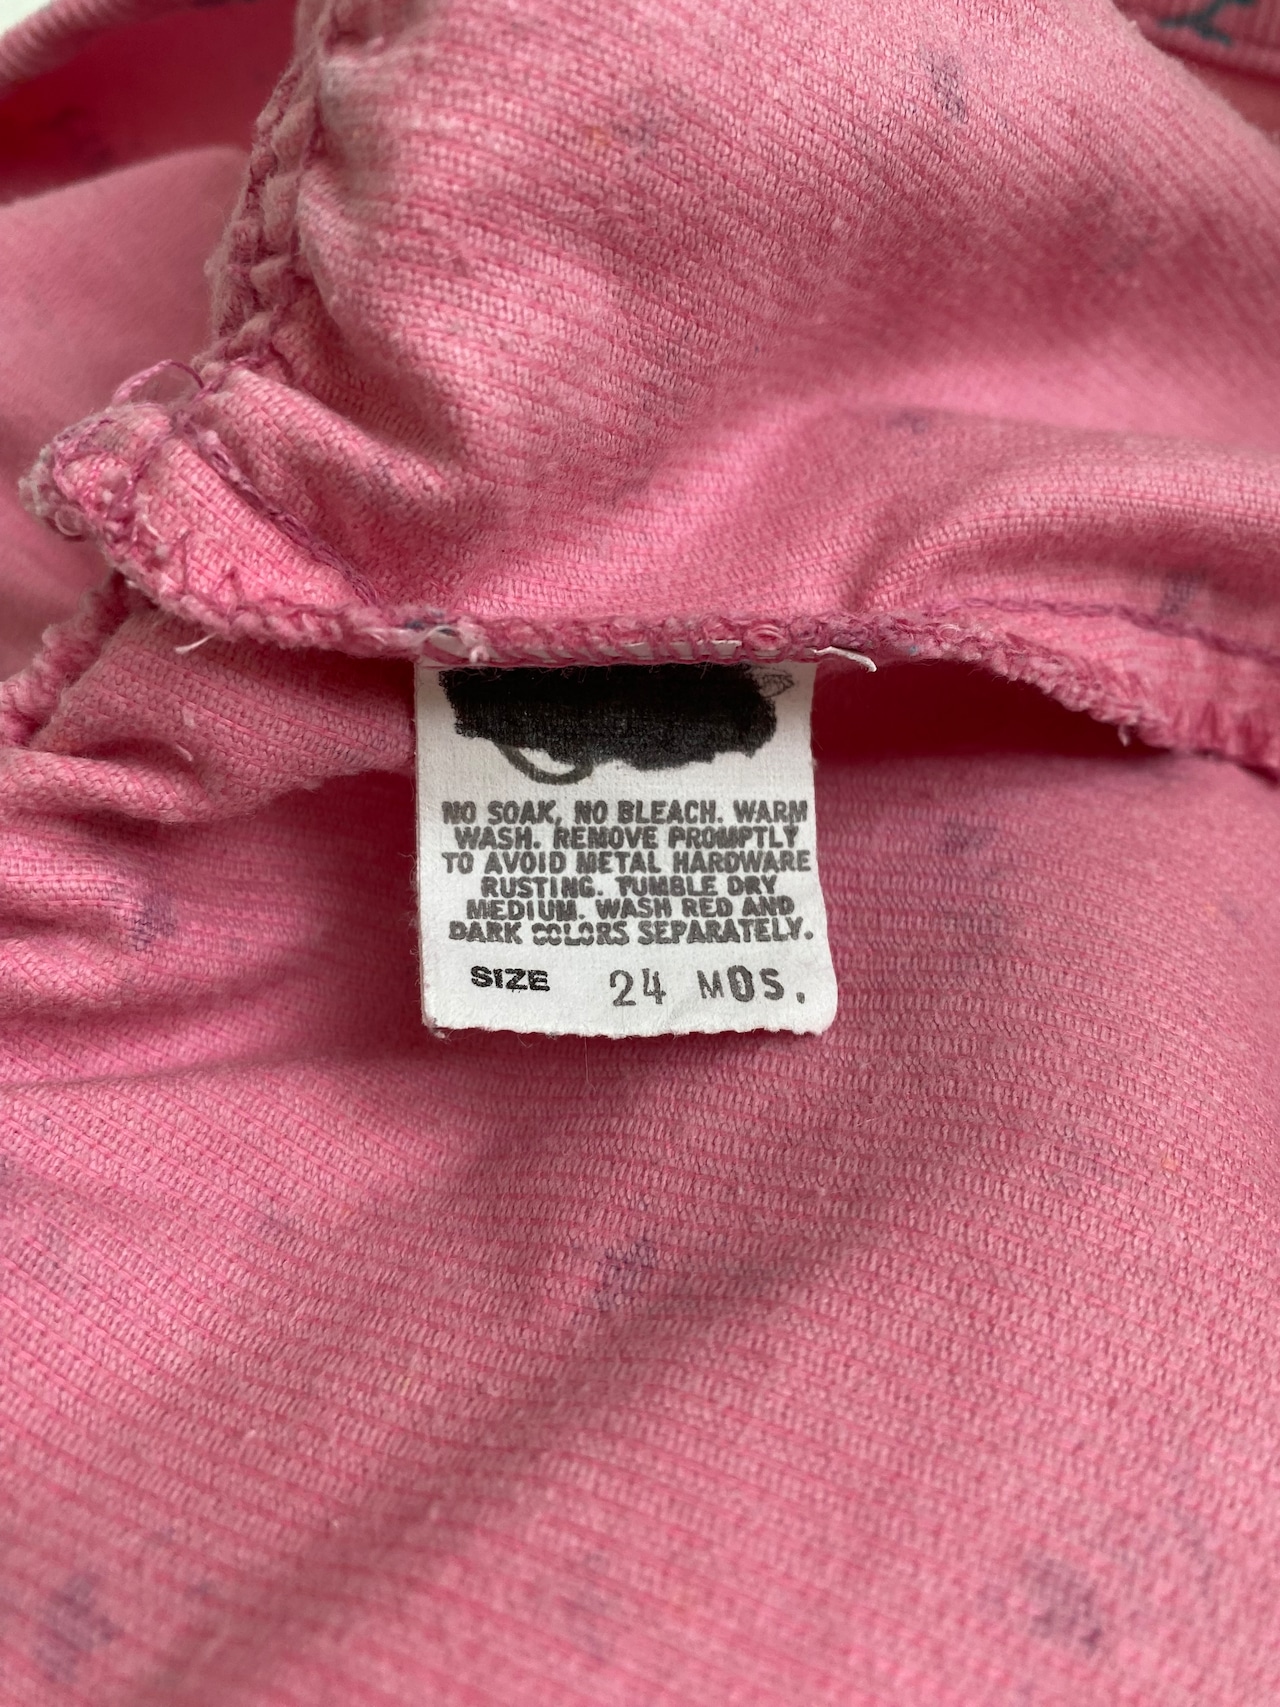 NO SOAK, NO BLEACH. WARM
WASH. REMOVE PROMPTLY
TO AVOID METAL HARDWARE
RUSTING. TUMBLE DRY
MEDIUM. WASH RED AND
DARK COLORS SEPARATELY.
SIZE 24 MOS.